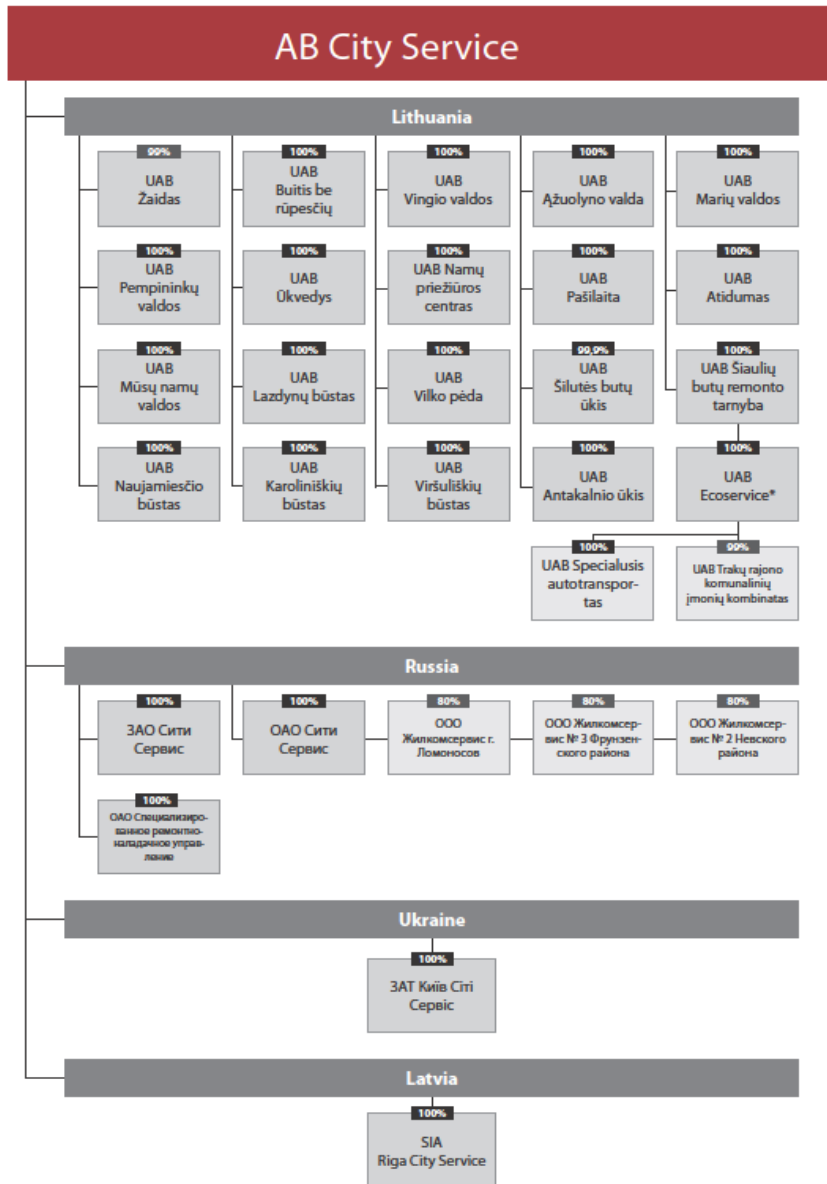 AB City Service
Lithuania
99%
UAB
Žaidas
100%
UAB
Buitis be
rūpesčių
100%
UAB
Vingio valdos
100%
UAB
Ąžuolyno valda
100%
UAB
Marių valdos
100%
UAB
Pempininkų
valdos
100%
UAB
Ūkvedys
100%
UAB Namų
priežiūros
centras
100%
UAB
Pašilaita
100%
UAB
Atidumas
100%
UAB
Mūsų namų
valdos
100%
UAB
Lazdynų būstas
100%
UAB
Vilko pėda
99,9%
UAB
Šilutės butų
ūkis
100%
UAB Šiaulių
butų remonto
tarnyba
100%
UAB
Naujamiesčio
būstas
100%
UAB
Karoliniškių
būstas
100%
UAB
Viršuliškių
būstas
100%
UAB
Antakalnio ūkis
100%
UAB
Ecoservice*
100%
UAB Specialusis
autotranspor-
tas
99%
UAB Trakų rajono
komunalinių
įmonių kombinatas
Russia
100%
ЗАО Сити
Сервис
100%
ОАО Сити
Сервис
80%
ООО
Жилкомсервис г.
Ломоносов
80%
ООО Жилкомсер-
вис № 3 Фрунзен-
ского района
80%
ООО Жилкомсер-
вис № 2 Невского
района
100%
ОАО Специализиро-
ванное ремонтно-
наладачное управ-
ление
Ukraine
100%
ЗАТ Київ Сіті
Сервіс
Latvia
100%
SIA
Riga City Service